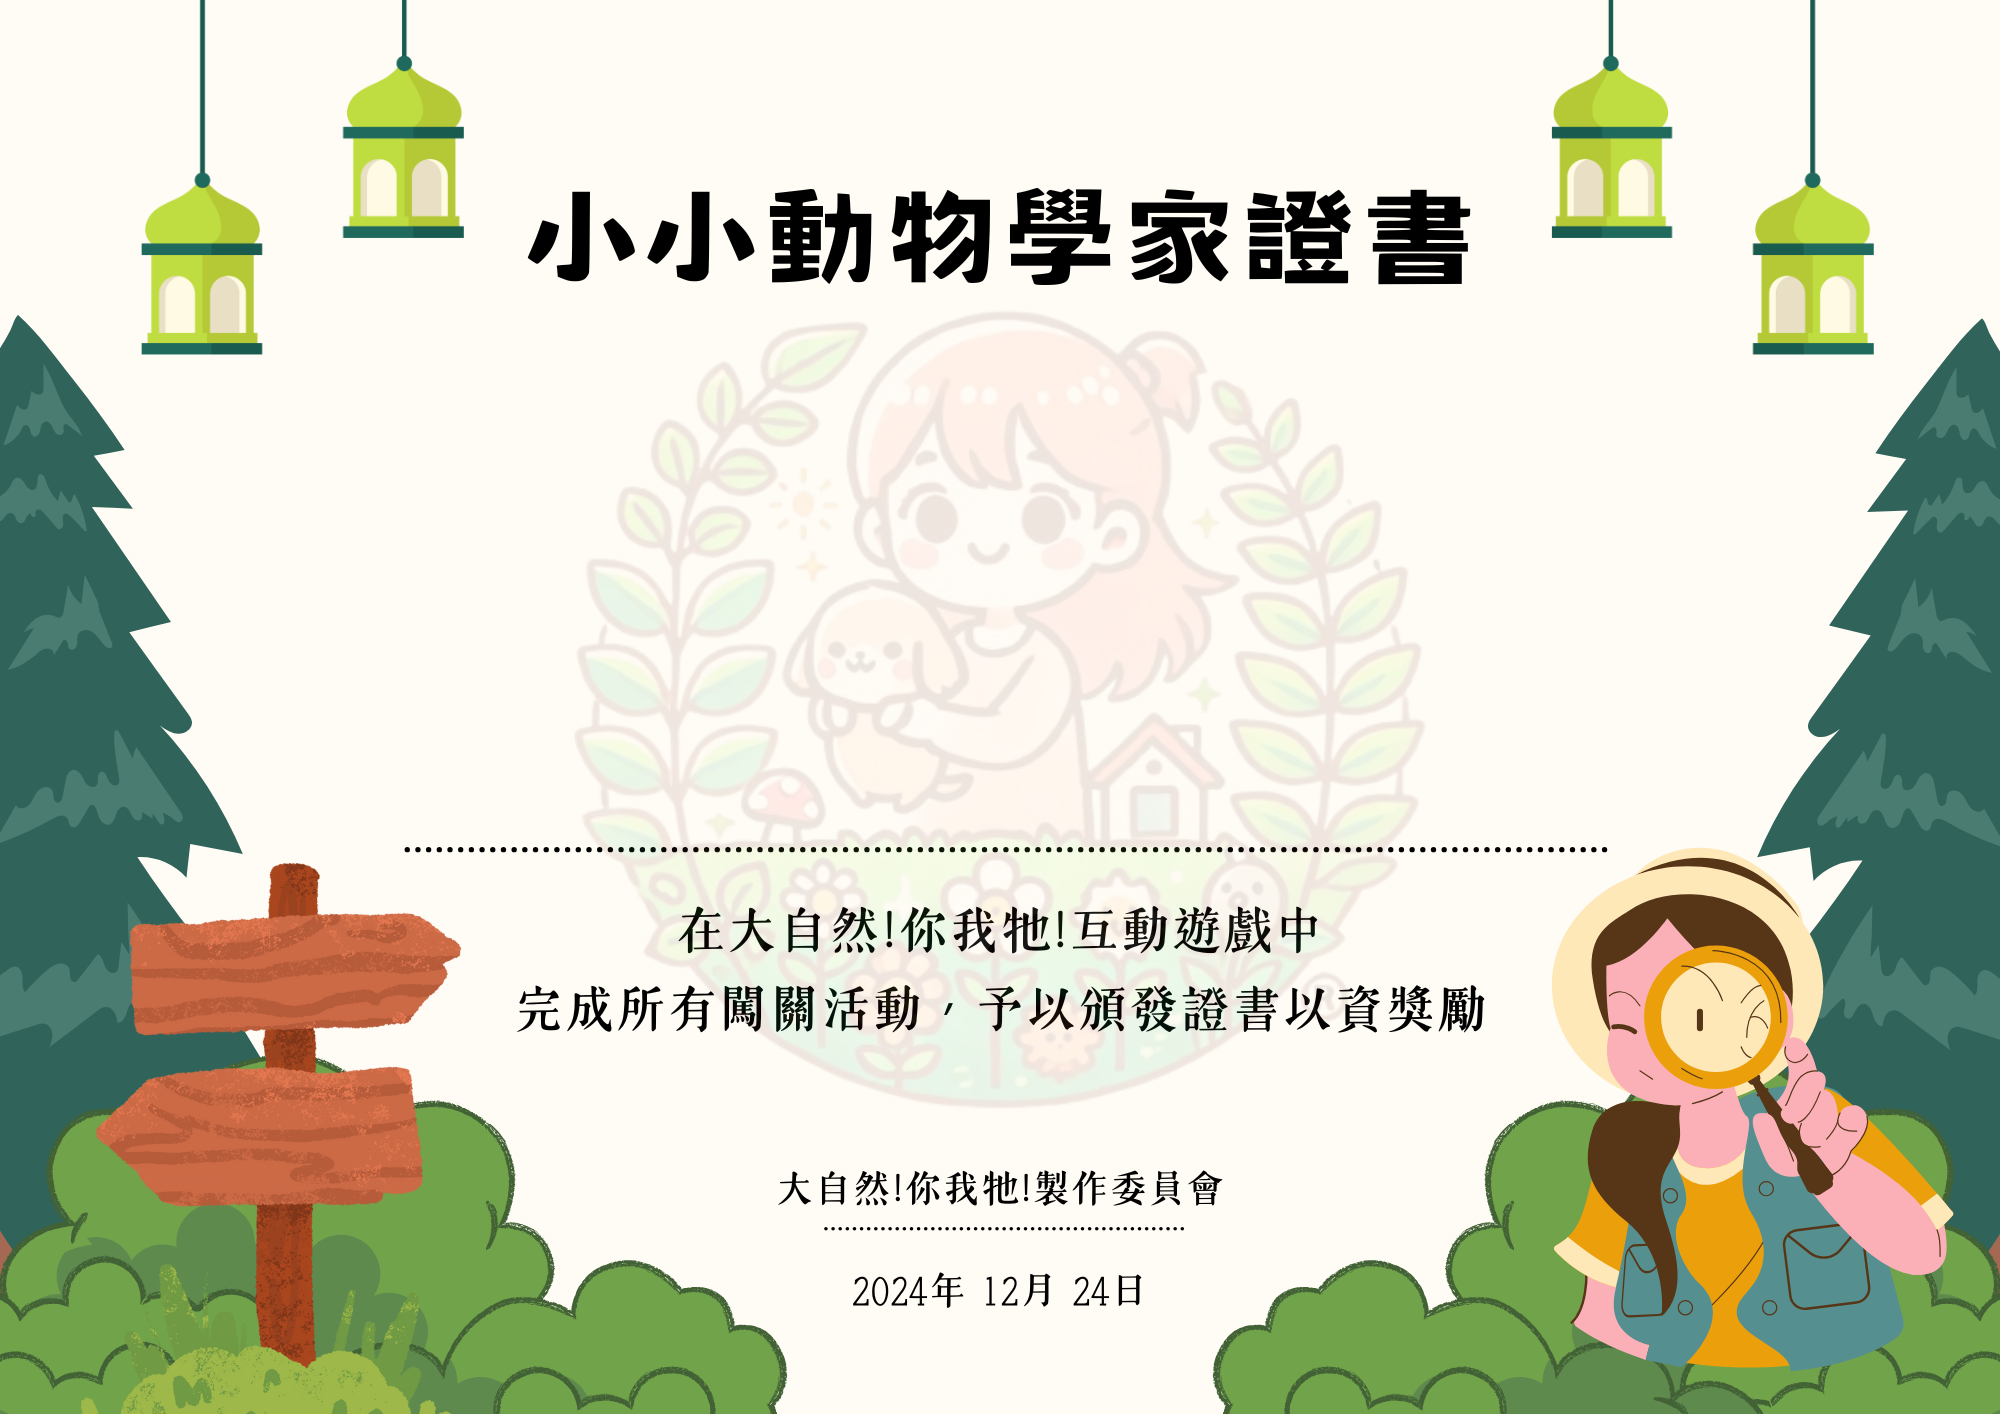 小小動物學家證書
在大自然!你我牠!互動遊戲中
完成所有闖關活動，予以頒發證書以資獎勵
大自然!你我牠!製作委員會
2024年 12月 24日